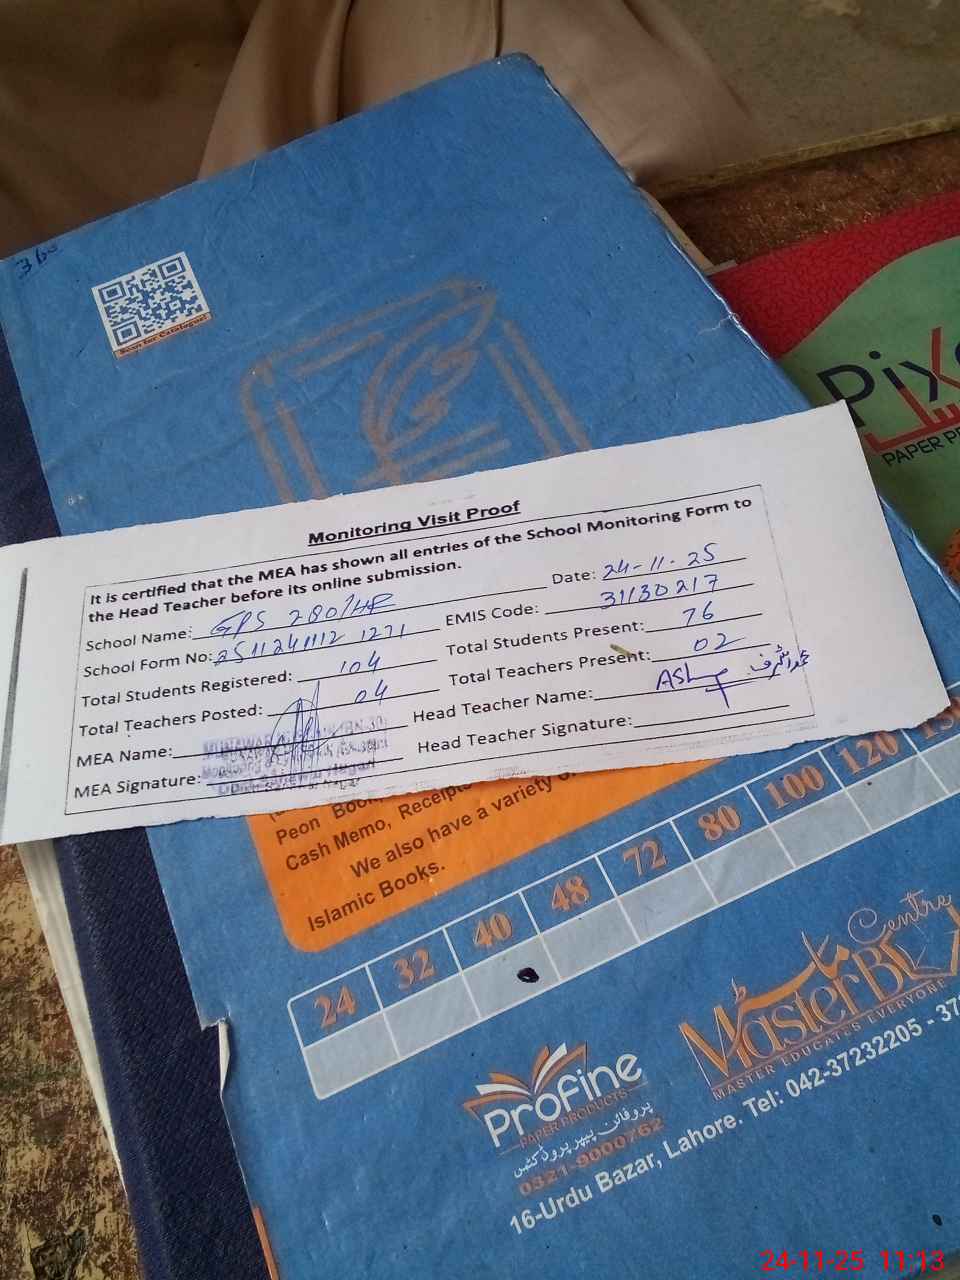 360
Scan for Catalogue!
Pix
PAPER
Monitoring Visit Proof
It is certified that the MEA has shown all entries of the School Monitoring Form to
the Head Teacher before its online submission.
School Name: GPS 280/HR Date: 24-11-25
School Form No: 2511241112 1271 EMIS Code: 31130217
Total Students Registered: 104 Total Students Present: 76
Total Teachers Posted: 04 Total Teachers Present: 02
MEA Name: Head Teacher Name: محمد اشرف
MEA Signature: Head Teacher Signature:
Peon Book,
Cash Memo, Receipts
We also have a variety of
Islamic Books.
24 32 40 48 72 80 100 120
Profine
PAPER PRODUCTS
پروفائن پیپر پروڈکٹس
0321-9000762
ماسٹر
Master Centre
MASTER EDUCATES EVERYONE
16-Urdu Bazar, Lahore. Tel: 042-37232205 - 37
24-11-25 11:13